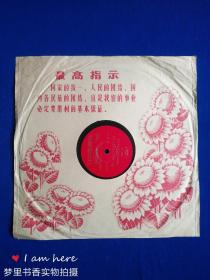 最高指示
国家的统一，人民的团结，国
内各民族的团结，这是我们的事业
必定要胜利的基本保证。
I am here
梦里书香实物拍摄